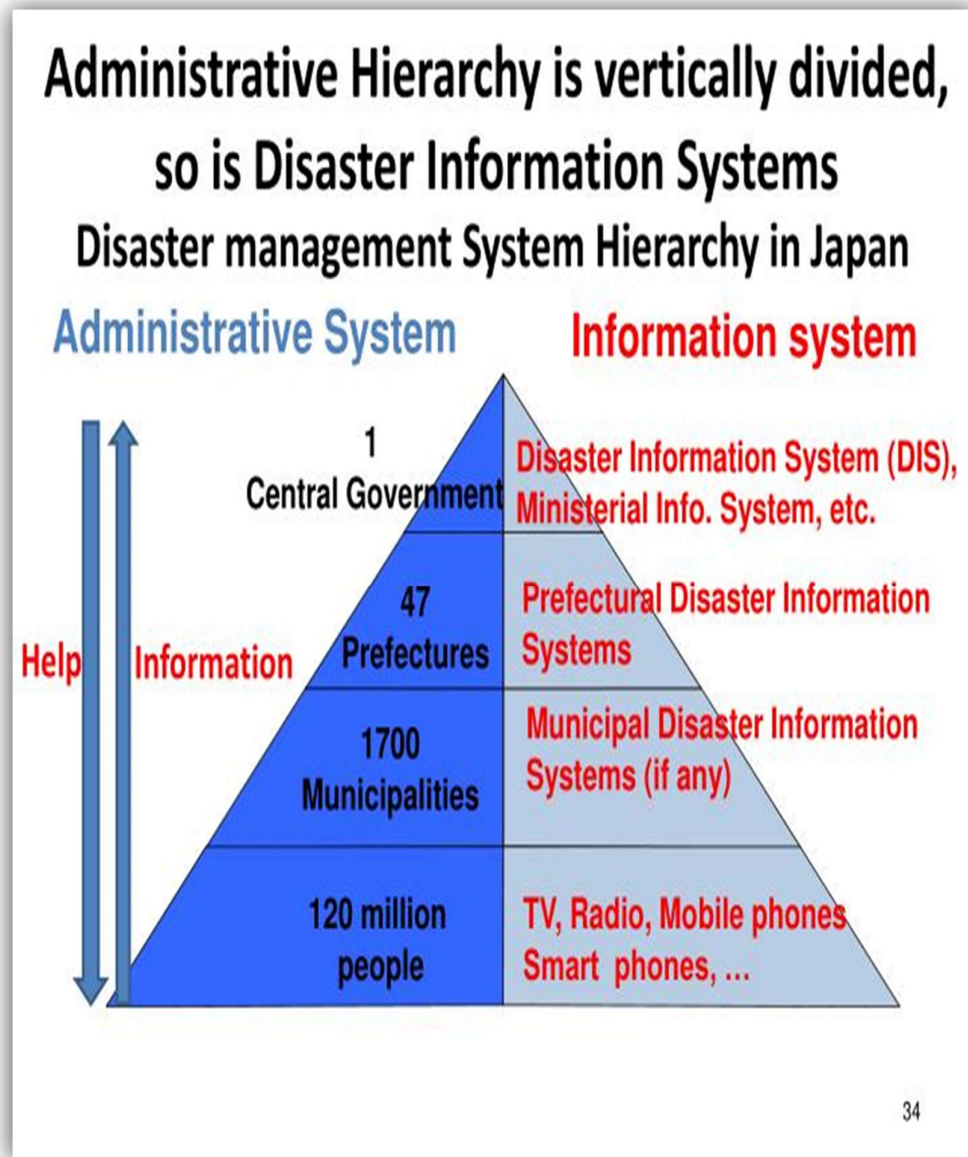 Administrative Hierarchy is vertically divided,
so is Disaster Information Systems
Disaster management System Hierarchy in Japan
Administrative System
Information system
Help
Information
1
Central Government
Disaster Information System (DIS),
Ministerial Info. System, etc.
47
Prefectures
Prefectural Disaster Information
Systems
1700
Municipalities
Municipal Disaster Information
Systems (if any)
120 million
people
TV, Radio, Mobile phones
Smart phones, ...
34